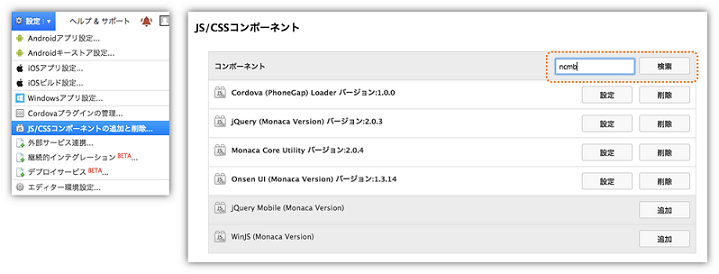 設定
ヘルプ & サポート
Androidアプリ設定...
Androidキーストア設定...
iOSアプリ設定...
iOSビルド設定...
Windowsアプリ設定...
Cordovaプラグインの管理...
JS/CSSコンポーネントの追加と削除...
外部サービス連携...
継続的インテグレーション BETA...
デプロイサービス BETA...
エディター環境設定...
JS/CSSコンポーネント
コンポーネント ncmb 検索
JS Cordova (PhoneGap) Loader バージョン:1.0.0 設定 削除
JS jQuery (Monaca Version) バージョン:2.0.3 設定 削除
JS Monaca Core Utility バージョン:2.0.4 設定 削除
JS Onsen UI (Monaca Version) バージョン:1.3.14 設定 削除
JS jQuery Mobile (Monaca Version) 追加
JS WinJS (Monaca Version) 追加